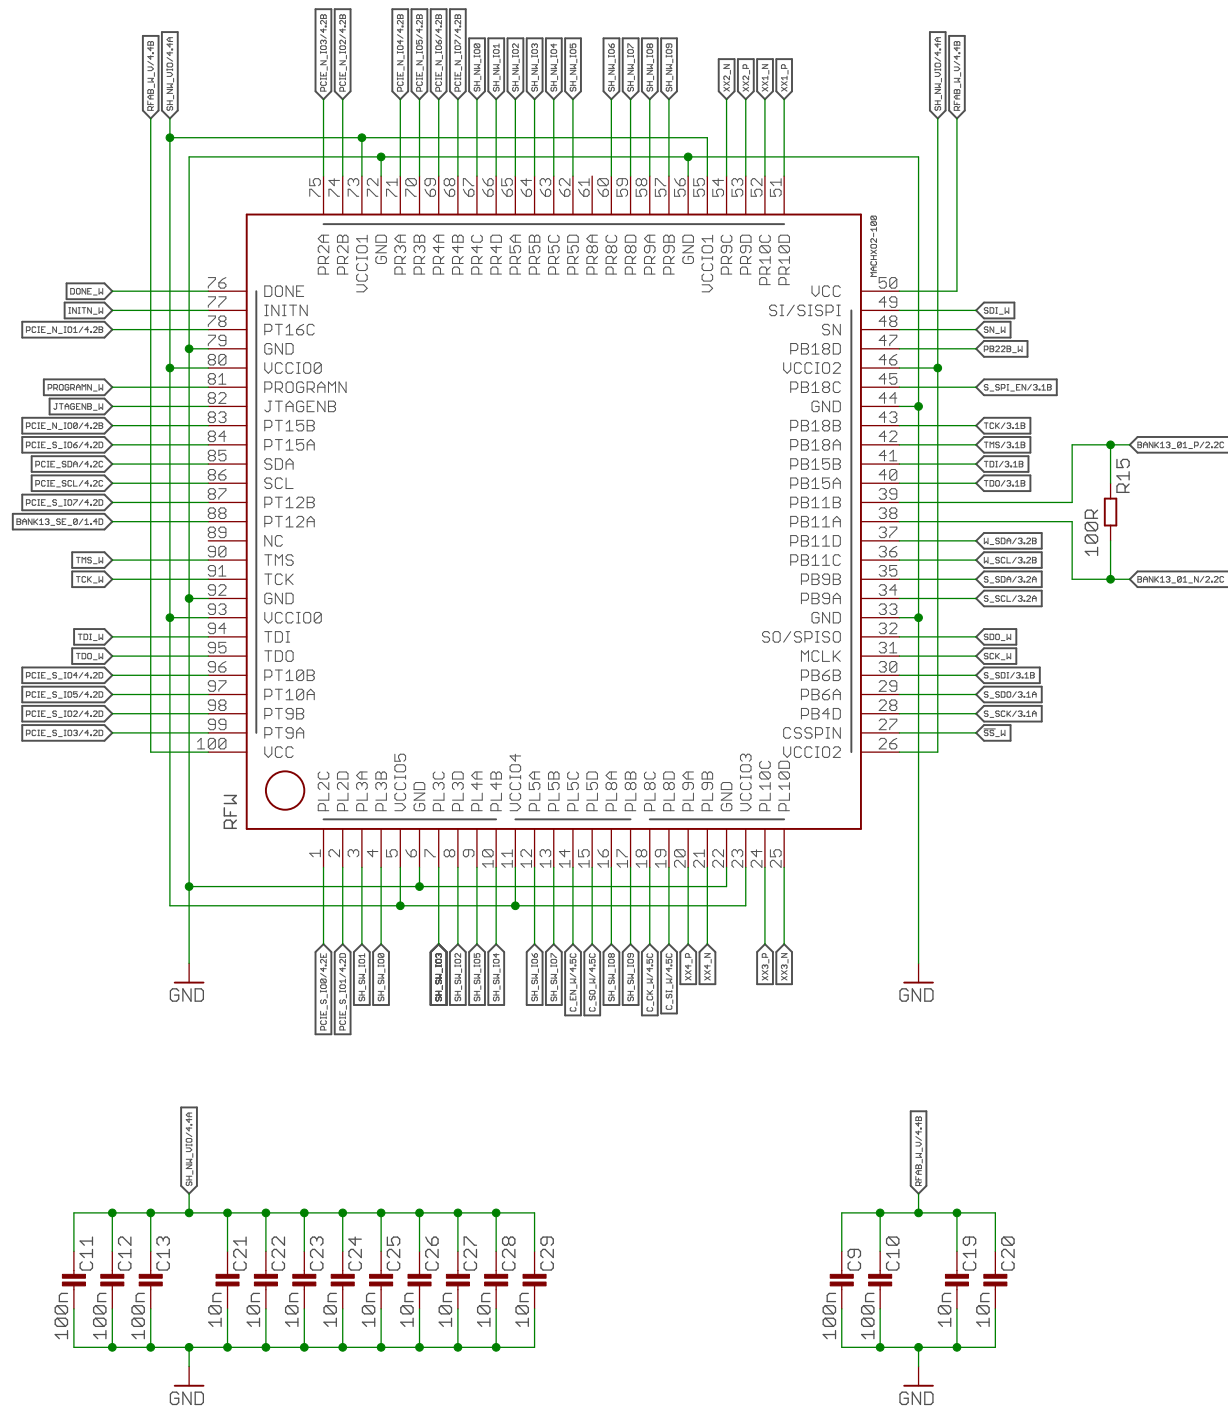 RFAB_W_V/4.4B
SH_NW_VIO/4.4A
PCIE_N_IO3/4.2B
PCIE_N_IO2/4.2B
PCIE_N_IO4/4.2B
PCIE_N_IO5/4.2B
PCIE_N_IO6/4.2B
PCIE_N_IO7/4.2B
SH_NW_IO0
SH_NW_IO1
SH_NW_IO2
SH_NW_IO3
SH_NW_IO4
SH_NW_IO5
SH_NW_IO6
SH_NW_IO7
SH_NW_IO8
SH_NW_IO9
XX2_N
XX2_P
XX1_N
XX1_P
SH_NW_VIO/4.4A
RFAB_W_V/4.4B
75 74 73 72 71 70 69 68 67 66 65 64 63 62 61 60 59 58 57 56 55 54 53 52 51
PR2A
PR2B
VCCIO1
GND
PR3A
PR3B
PR4A
PR4B
PR4C
PR4D
PR5A
PR5B
PR5C
PR5D
PR8A
PR8C
PR8D
PR9A
PR9B
GND
VCCIO1
PR9C
PR9D
PR10C
PR10D
MACHXO2-100
DONE_W 76 DONE
INITN_W 77 INITN
PCIE_N_IO1/4.2B 78 PT16C
79 GND
80 VCCIO0
PROGRAMN_W 81 PROGRAMN
JTAGENB_W 82 JTAGENB
PCIE_N_IO0/4.2B 83 PT15B
PCIE_S_IO6/4.2D 84 PT15A
PCIE_SDA/4.2C 85 SDA
PCIE_SCL/4.2C 86 SCL
PCIE_S_IO7/4.2D 87 PT12B
BANK13_SE_0/1.4D 88 PT12A
89 NC
TMS_W 90 TMS
TCK_W 91 TCK
92 GND
93 VCCIO0
TDI_W 94 TDI
TDO_W 95 TDO
PCIE_S_IO4/4.2D 96 PT10B
PCIE_S_IO5/4.2D 97 PT10A
PCIE_S_IO2/4.2D 98 PT9B
PCIE_S_IO3/4.2D 99 PT9A
100 VCC
VCC 50
SI/SISPI 49 SDI_W
SN 48 SN_W
PB18D 47 PB22B_W
VCCIO2 46
PB18C 45 S_SPI_EN/3.1B
GND 44
PB18B 43 TCK/3.1B
PB18A 42 TMS/3.1B
PB15B 41 TDI/3.1B
PB15A 40 TDO/3.1B
PB11B 39
PB11A 38
PB11D 37 W_SDA/3.2B
PB11C 36 W_SCL/3.2B
PB9B 35 S_SDA/3.2A
PB9A 34 S_SCL/3.2A
GND 33
SO/SPISO 32 SDO_W
MCLK 31 SCK_W
PB6B 30 S_SDI/3.1B
PB6A 29 S_SDO/3.1A
PB4D 28 S_SCK/3.1A
CSSPIN 27 SS_W
VCCIO2 26
BANK13_01_P/2.2C
R15
100R
BANK13_01_N/2.2C
RFW
PL2C
PL2D
PL3A
PL3B
VCCIO5
GND
PL3C
PL3D
PL4A
PL4B
VCCIO4
PL5A
PL5B
PL5C
PL5D
PL8A
PL8B
PL8C
PL8D
PL9A
PL9B
GND
VCCIO3
PL10C
PL10D
1 2 3 4 5 6 7 8 9 10 11 12 13 14 15 16 17 18 19 20 21 22 23 24 25
PCIE_S_IO0/4.2E
PCIE_S_IO1/4.2D
SH_SW_IO1
SH_SW_IO0
SH_SW_IO3
SH_SW_IO2
SH_SW_IO5
SH_SW_IO4
SH_SW_IO6
SH_SW_IO7
C_EN_W/4.5C
C_SO_W/4.5C
SH_SW_IO8
SH_SW_IO9
C_CK_W/4.5C
C_SI_W/4.5C
XX4_P
XX4_N
XX3_P
XX3_N
GND
GND
SH_NW_VIO/4.4A
C11
100n
C12
100n
C13
100n
C21
10n
C22
10n
C23
10n
C24
10n
C25
10n
C26
10n
C27
10n
C28
10n
C29
10n
GND
RFAB_W_V/4.4B
C9
100n
C10
100n
C19
10n
C20
10n
GND